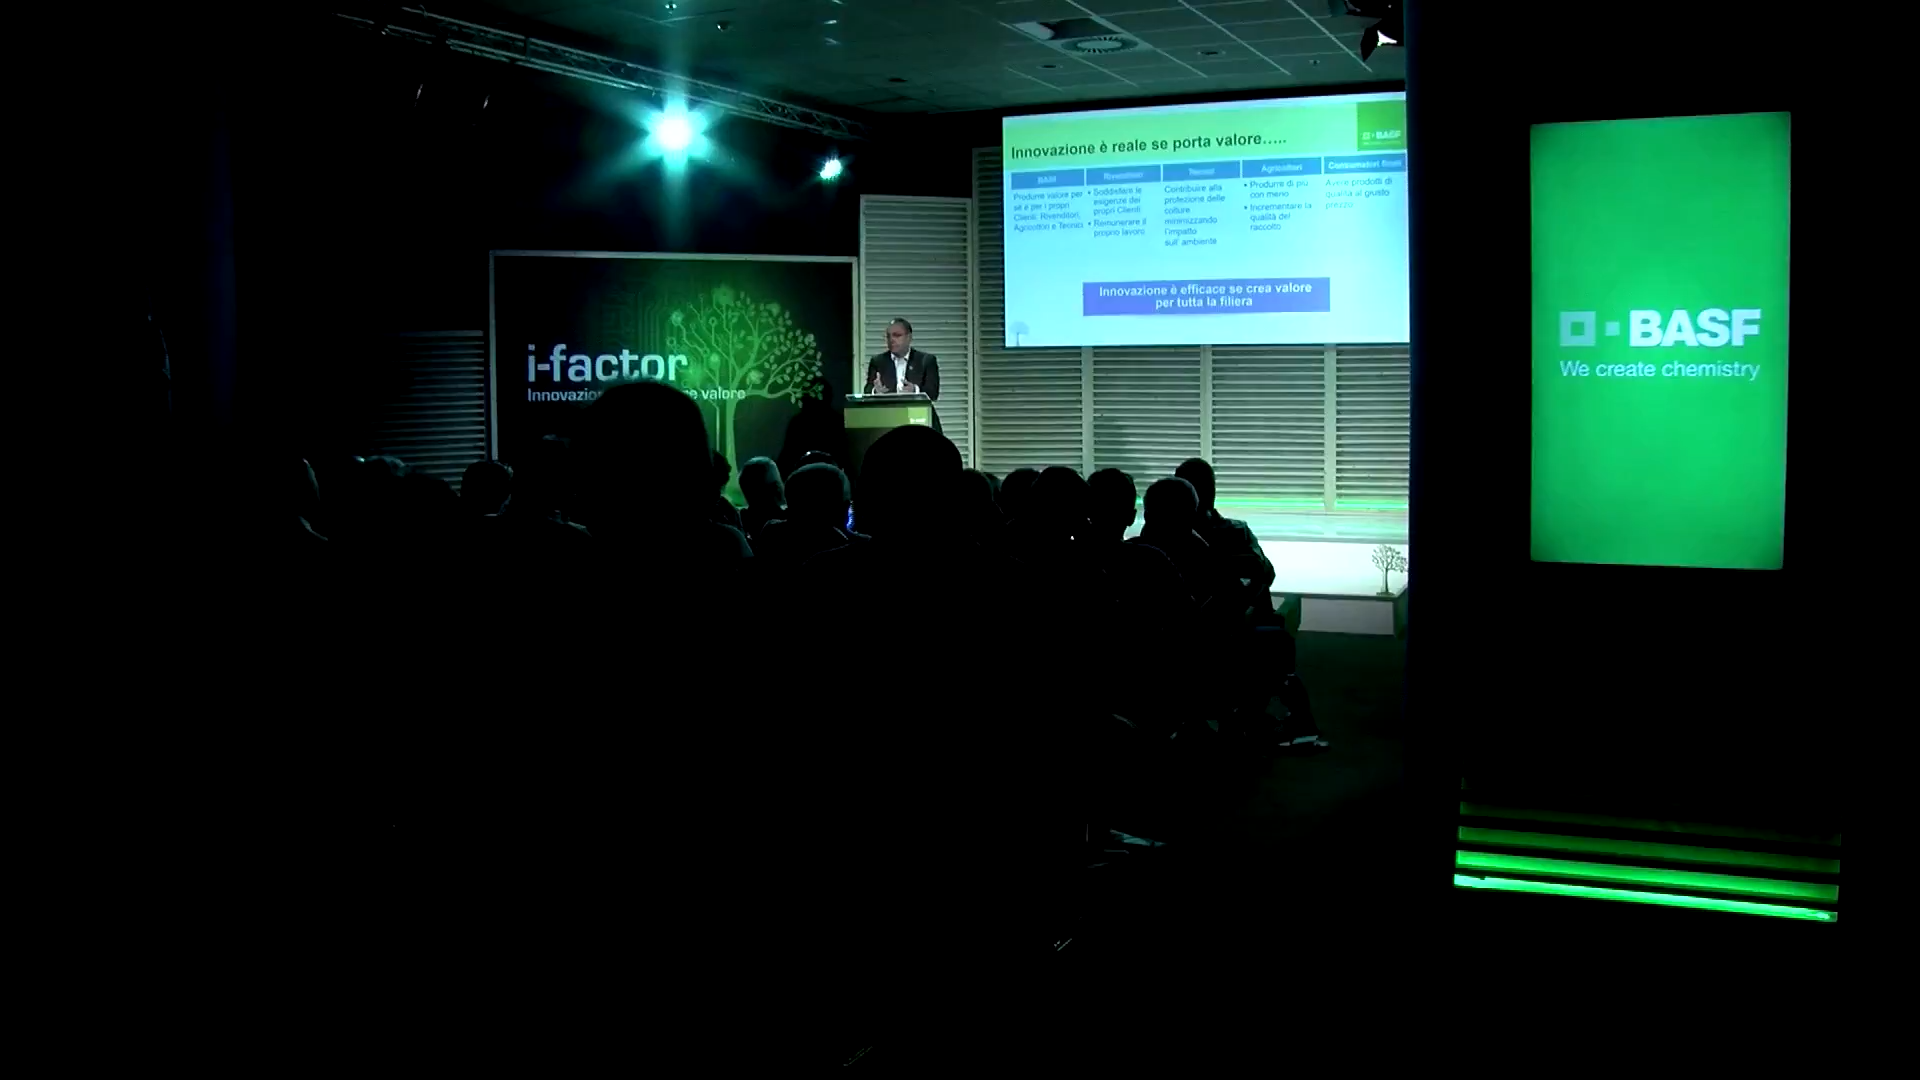 Innovazione è reale se porta valore.....
BASF
BASF
Produrre valore per
sé e per i propri
Clienti: Rivenditori,
Agricoltori e Tecnici
Rivenditori
• Soddisfare le
esigenze dei
propri Clienti
• Remunerare il
proprio lavoro
Tecnici
Contribuire alla
protezione delle
colture
minimizzando
l'impatto
sull' ambiente
Agricoltori
• Produrre di più
con meno
• Incrementare la
qualità del
raccolto
Consumatori finali
Avere prodotti di
qualità al giusto
prezzo
Innovazione è efficace se crea valore
per tutta la filiera
i-factor
e valore
BASF
We create chemistry